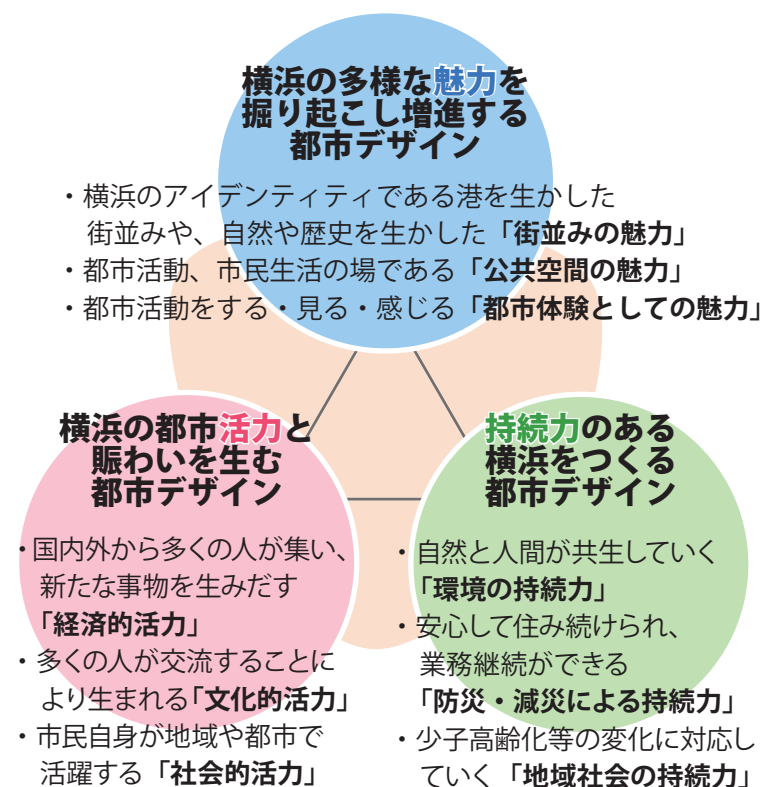 横浜の多様な魅力を
掘り起こし増進する
都市デザイン
・横浜のアイデンティティである港を生かした
街並みや、自然や歴史を生かした「街並みの魅力」
・都市活動、市民生活の場である「公共空間の魅力」
・都市活動をする・見る・感じる「都市体験としての魅力」
横浜の都市活力と
賑わいを生む
都市デザイン
・国内外から多くの人が集い、
新たな事物を生みだす
「経済的活力」
・多くの人が交流することに
より生まれる「文化的活力」
・市民自身が地域や都市で
活躍する「社会的活力」
持続力のある
横浜をつくる
都市デザイン
・自然と人間が共生していく
「環境の持続力」
・安心して住み続けられ、
業務継続ができる
「防災・減災による持続力」
・少子高齢化等の変化に対応し
ていく「地域社会の持続力」